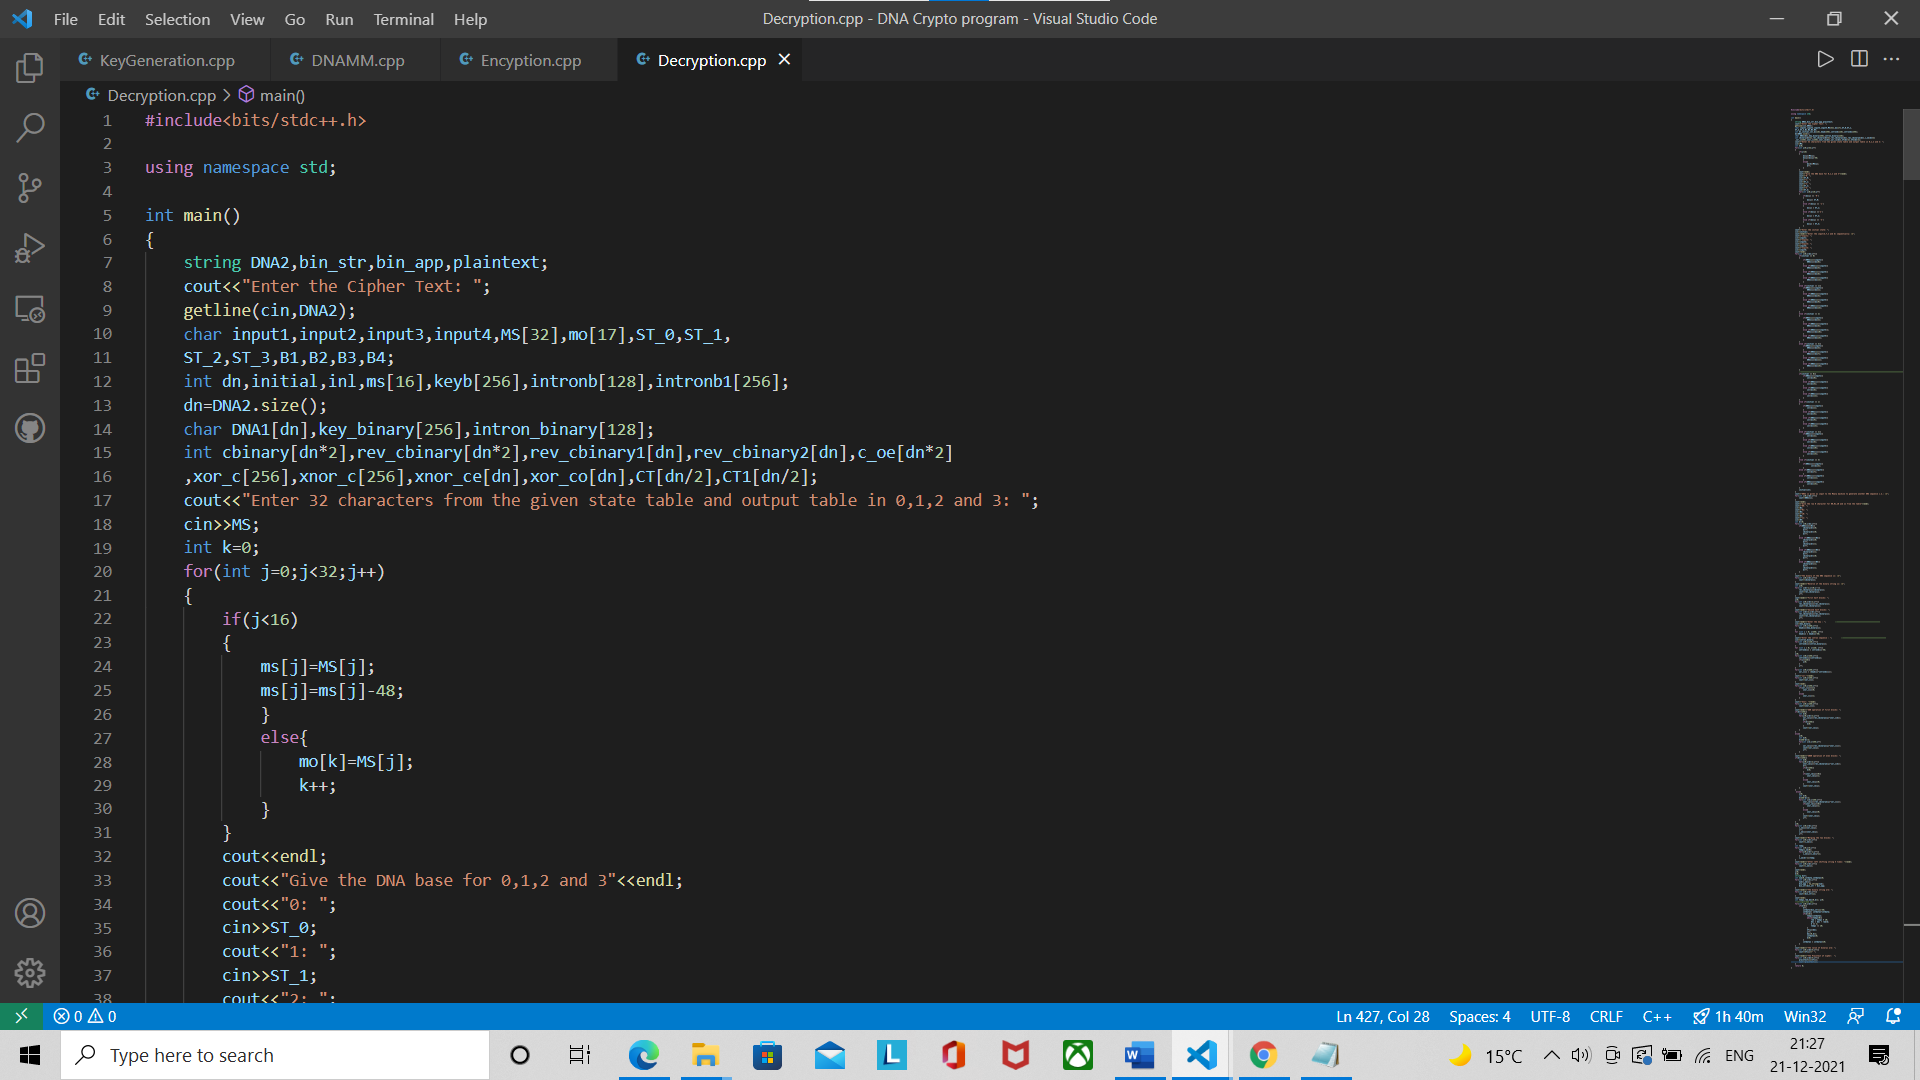 File Edit Selection View Go Run Terminal Help
Decryption.cpp - DNA Crypto program - Visual Studio Code
KeyGeneration.cpp DNAMM.cpp Encyption.cpp Decryption.cpp
Decryption.cpp > main()
1 #include<bits/stdc++.h>
2
3 using namespace std;
4
5 int main()
6 {
7 string DNA2,bin_str,bin_app,plaintext;
8 cout<<"Enter the Cipher Text: ";
9 getline(cin,DNA2);
10 char input1,input2,input3,input4,MS[32],mo[17],ST_0,ST_1,
11 ST_2,ST_3,B1,B2,B3,B4;
12 int dn,initial,inl,ms[16],keyb[256],intronb[128],intronb1[256];
13 dn=DNA2.size();
14 char DNA1[dn],key_binary[256],intron_binary[128];
15 int cbinary[dn*2],rev_cbinary[dn*2],rev_cbinary1[dn],rev_cbinary2[dn],c_oe[dn*2]
16 ,xor_c[256],xnor_c[256],xnor_ce[dn],xor_co[dn],CT[dn/2],CT1[dn/2];
17 cout<<"Enter 32 characters from the given state table and output table in 0,1,2 and 3: ";
18 cin>>MS;
19 int k=0;
20 for(int j=0;j<32;j++)
21 {
22 if(j<16)
23 {
24 ms[j]=MS[j];
25 ms[j]=ms[j]-48;
26 }
27 else{
28 mo[k]=MS[j];
29 k++;
30 }
31 }
32 cout<<endl;
33 cout<<"Give the DNA base for 0,1,2 and 3"<<endl;
34 cout<<"0: ";
35 cin>>ST_0;
36 cout<<"1: ";
37 cin>>ST_1;
38 cout<<"2: ";
0 0 Ln 427, Col 28 Spaces: 4 UTF-8 CRLF C++ 1h 40m Win32
Type here to search
15°C ENG 21:27
21-12-2021